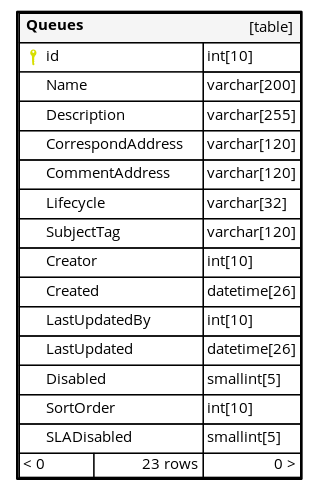 Queues [table]
id int[10]
Name varchar[200]
Description varchar[255]
CorrespondAddress varchar[120]
CommentAddress varchar[120]
Lifecycle varchar[32]
SubjectTag varchar[120]
Creator int[10]
Created datetime[26]
LastUpdatedBy int[10]
LastUpdated datetime[26]
Disabled smallint[5]
SortOrder int[10]
SLADisabled smallint[5]
< 0 23 rows 0 >